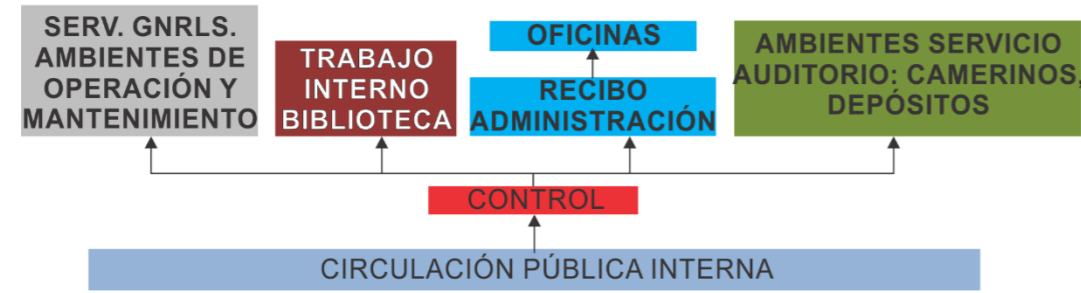 SERV. GNRLS.
AMBIENTES DE
OPERACIÓN Y
MANTENIMIENTO
TRABAJO
INTERNO
BIBLIOTECA
OFICINAS
RECIBO
ADMINISTRACIÓN
AMBIENTES SERVICIO
AUDITORIO: CAMERINOS,
DEPÓSITOS
CONTROL
CIRCULACIÓN PÚBLICA INTERNA